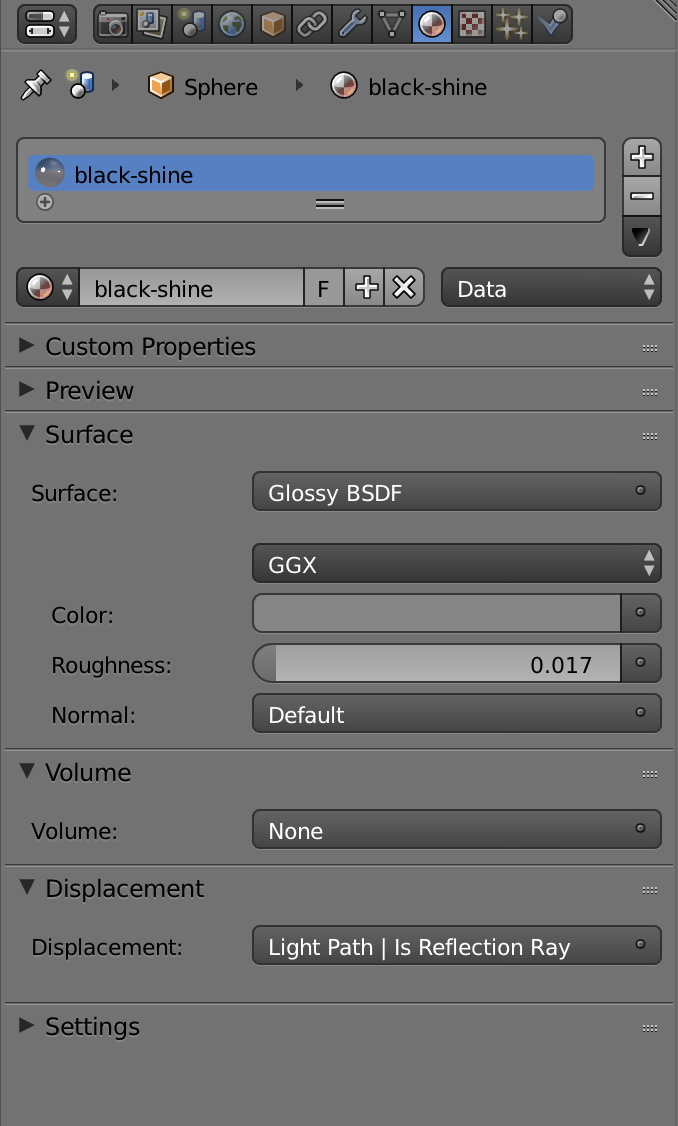 Sphere black-shine
black-shine
black-shine F Data
Custom Properties
Preview
Surface
Surface: Glossy BSDF
GGX
Color:
Roughness: 0.017
Normal: Default
Volume
Volume: None
Displacement
Displacement: Light Path | Is Reflection Ray
Settings